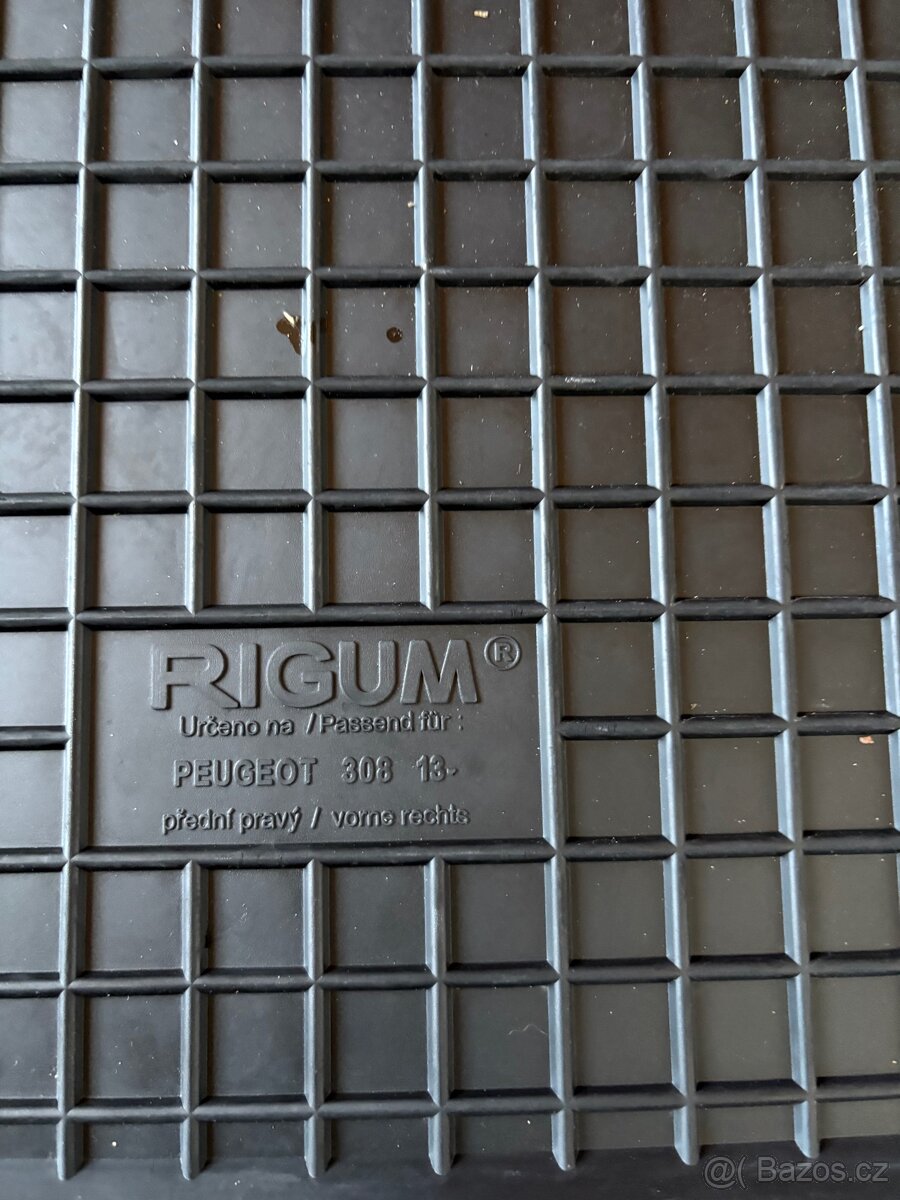 RIGUM®
Určeno na / Passend für :
PEUGEOT 308 13-
přední pravý / vorne rechts
@( Bazos.cz